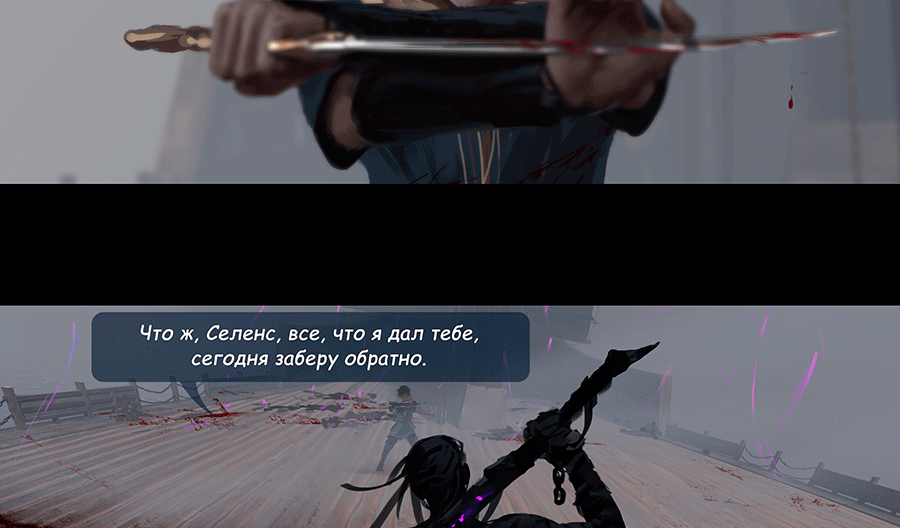 Что ж, Селенс, все, что я дал тебе,
сегодня заберу обратно.